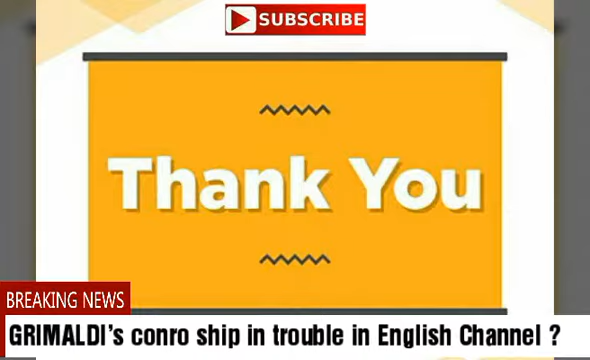 SUBSCRIBE
Thank You
BREAKING NEWS
GRIMALDI's conro ship in trouble in English Channel ?